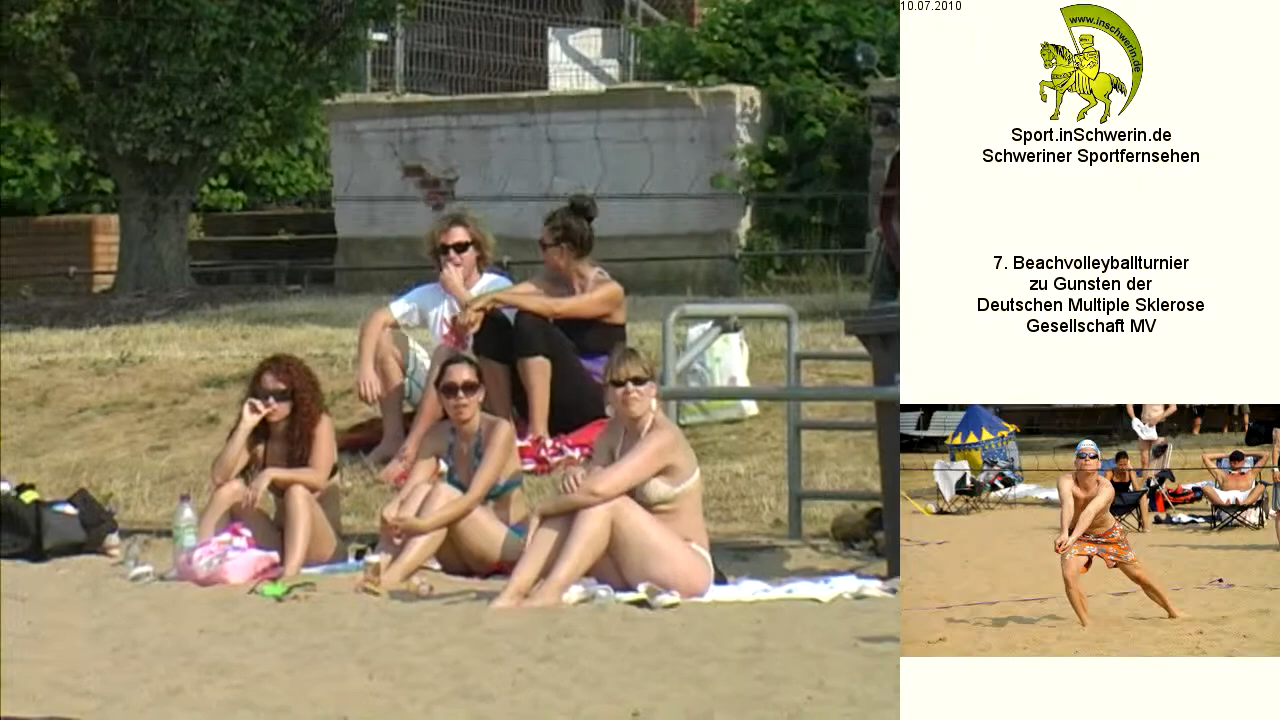 10.07.2010
www.inschwerin.de
Sport.inSchwerin.de
Schweriner Sportfernsehen
7. Beachvolleyballturnier
zu Gunsten der
Deutschen Multiple Sklerose
Gesellschaft MV